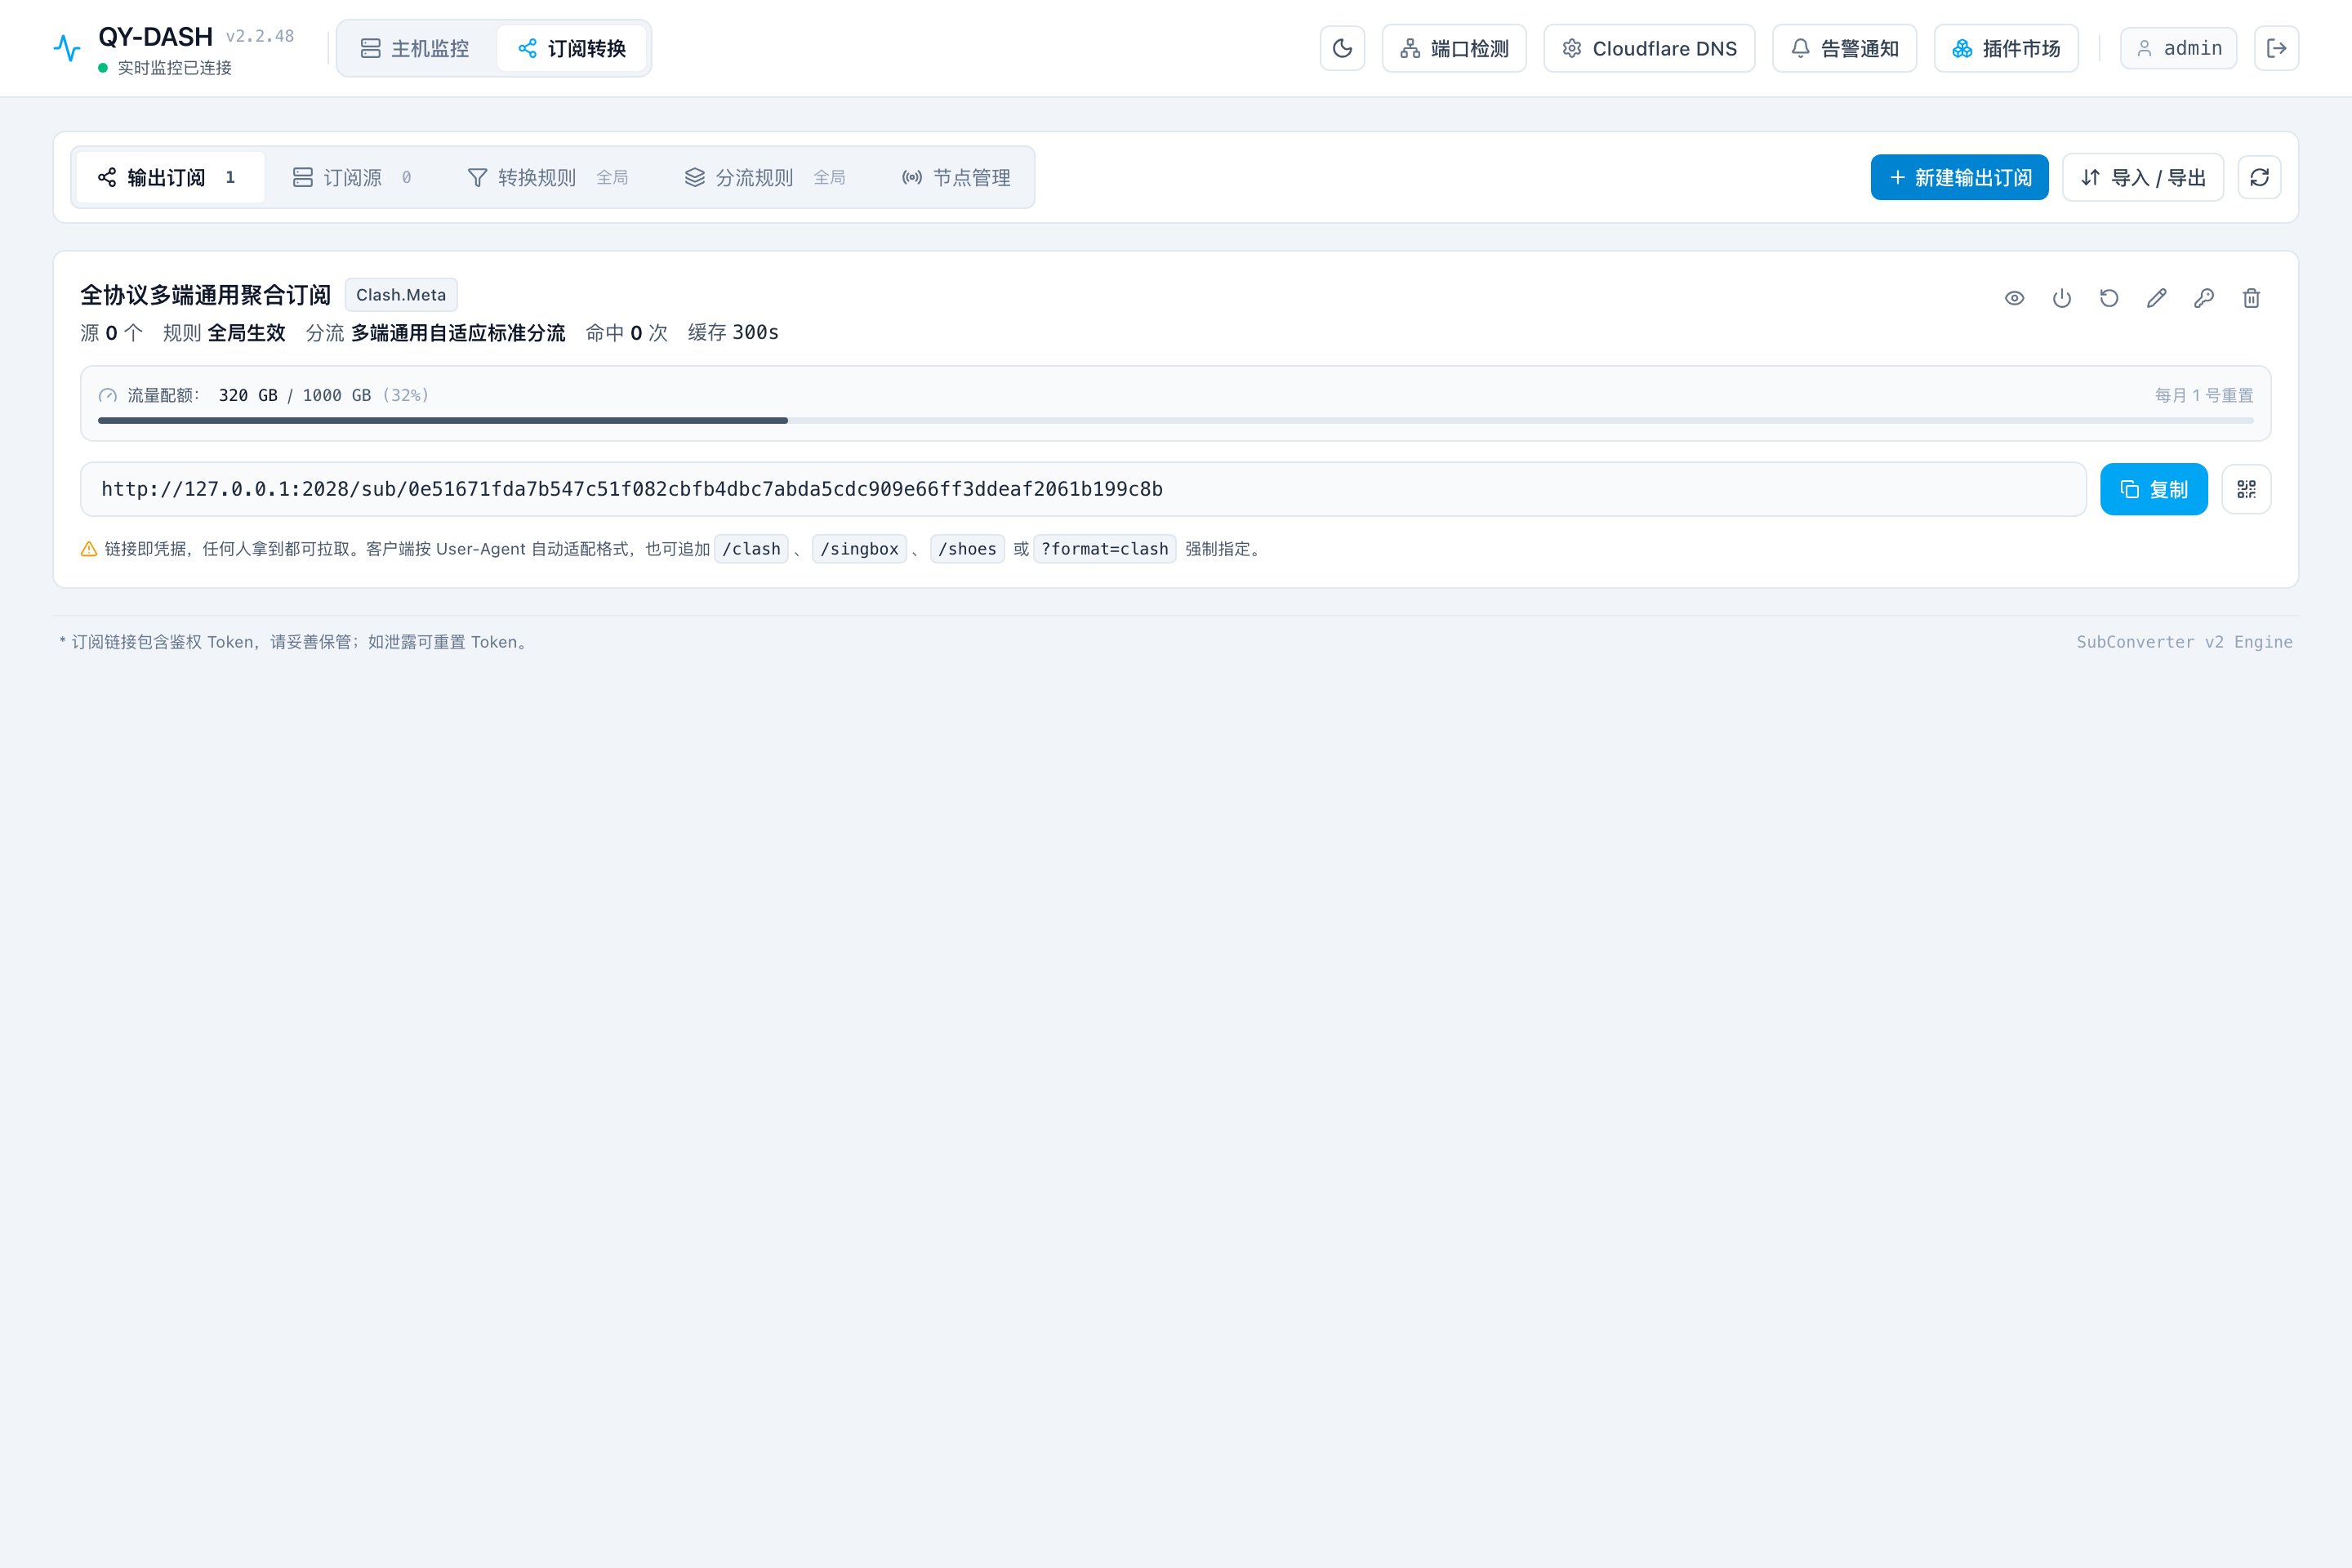 QY-DASH v2.2.48
实时监控已连接
主机监控 订阅转换
端口检测 Cloudflare DNS 告警通知 插件市场 admin
输出订阅 1 订阅源 0 转换规则 全局 分流规则 全局 节点管理
新建输出订阅 导入 / 导出
全协议多端通用聚合订阅 Clash.Meta
源 0 个 规则 全局生效 分流 多端通用自适应标准分流 命中 0 次 缓存 300s
流量配额: 320 GB / 1000 GB (32%) 每月 1 号重置
http://127.0.0.1:2028/sub/0e51671fda7b547c51f082cbfb4dbc7abda5cdc909e66ff3ddeaf2061b199c8b
复制
链接即凭据，任何人拿到都可拉取。客户端按 User-Agent 自动适配格式，也可追加 /clash 、 /singbox 、 /shoes 或 ?format=clash 强制指定。
* 订阅链接包含鉴权 Token，请妥善保管；如泄露可重置 Token。
SubConverter v2 Engine